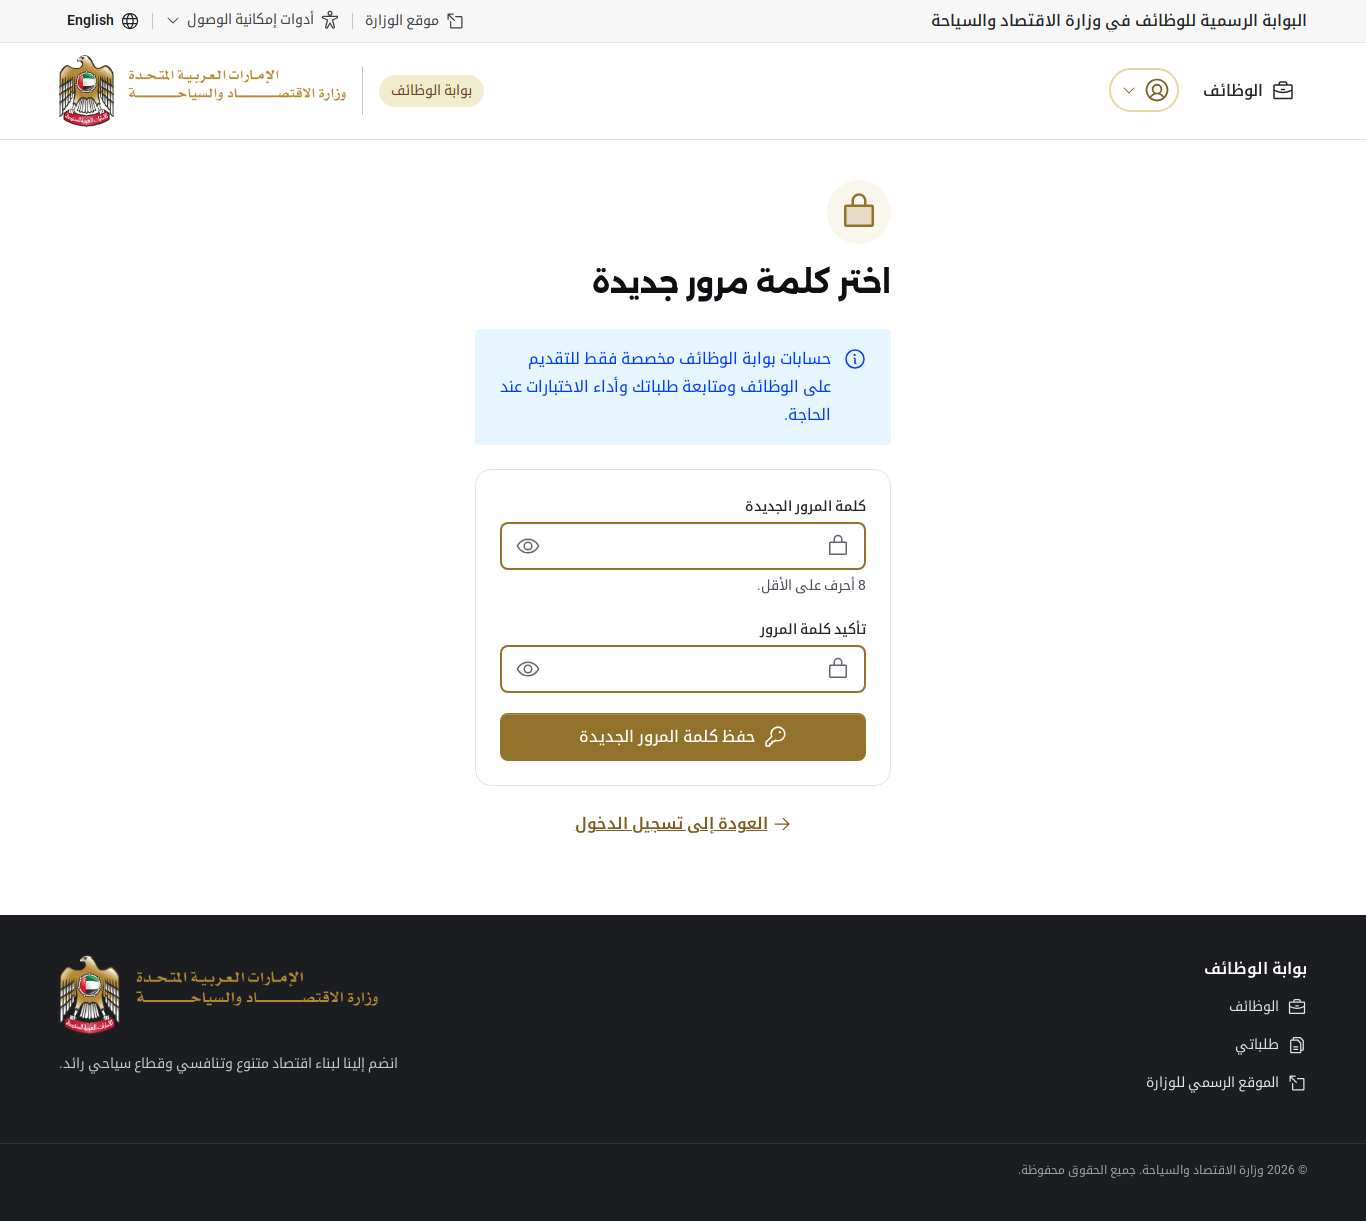 البوابة الرسمية للوظائف في وزارة الاقتصاد والسياحة
موقع الوزارة
أدوات إمكانية الوصول
English
الوظائف
بوابة الوظائف
الإمارات العربية المتحدة
وزارة الاقتصاد والسياحة
اختر كلمة مرور جديدة
حسابات بوابة الوظائف مخصصة فقط للتقديم
على الوظائف ومتابعة طلباتك وأداء الاختبارات عند
الحاجة.
كلمة المرور الجديدة
8 أحرف على الأقل.
تأكيد كلمة المرور
حفظ كلمة المرور الجديدة
العودة إلى تسجيل الدخول
بوابة الوظائف
الوظائف
طلباتي
الموقع الرسمي للوزارة
الإمارات العربية المتحدة
وزارة الاقتصاد والسياحة
انضم إلينا لبناء اقتصاد متنوع وتنافسي وقطاع سياحي رائد.
© 2026 وزارة الاقتصاد والسياحة. جميع الحقوق محفوظة.